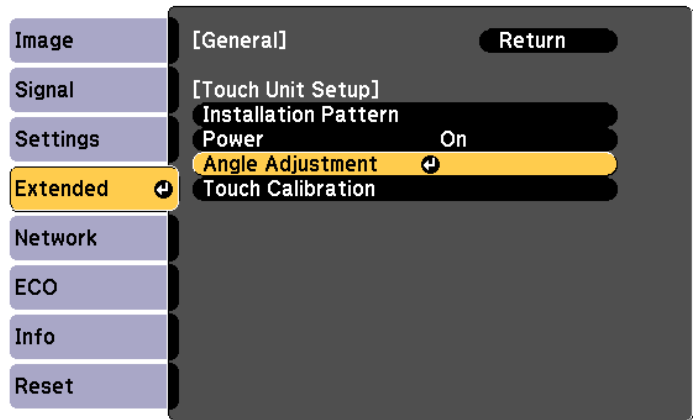 Image
Signal
Settings
Extended
Network
ECO
Info
Reset
[General] Return
[Touch Unit Setup]
Installation Pattern
Power On
Angle Adjustment
Touch Calibration